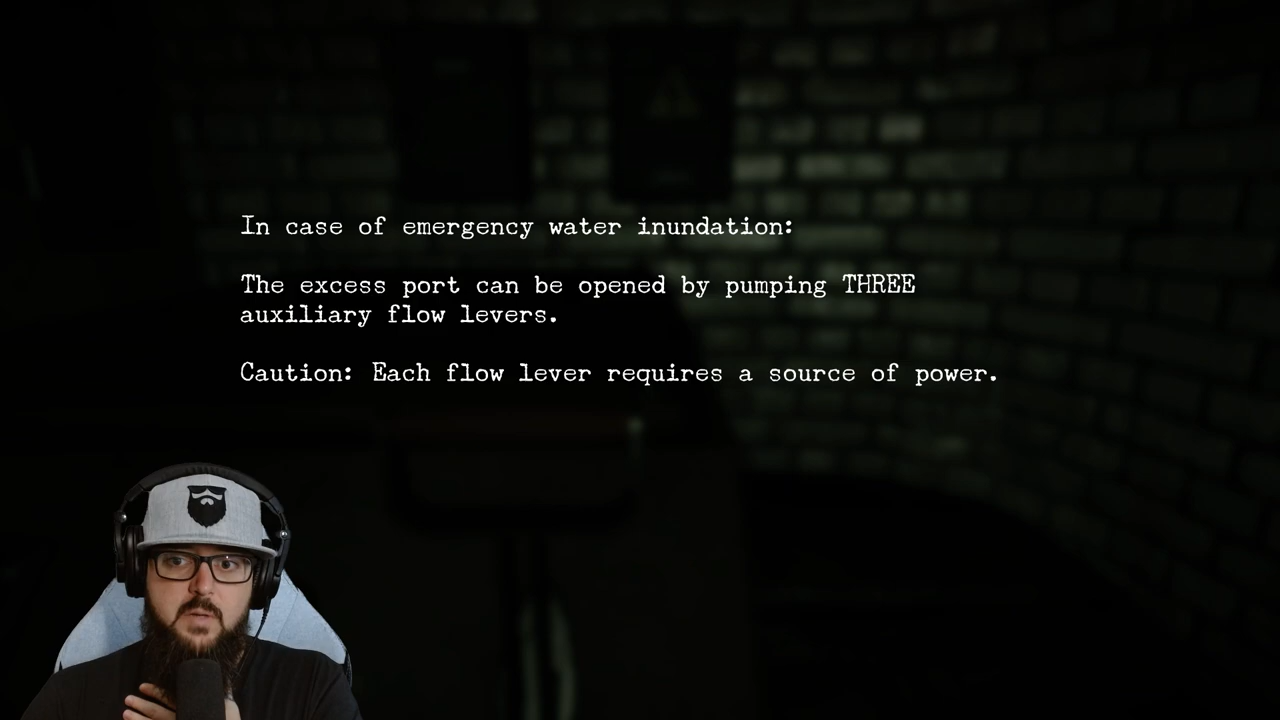 In case of emergency water inundation:
The excess port can be opened by pumping THREE
auxiliary flow levers.
Caution: Each flow lever requires a source of power.